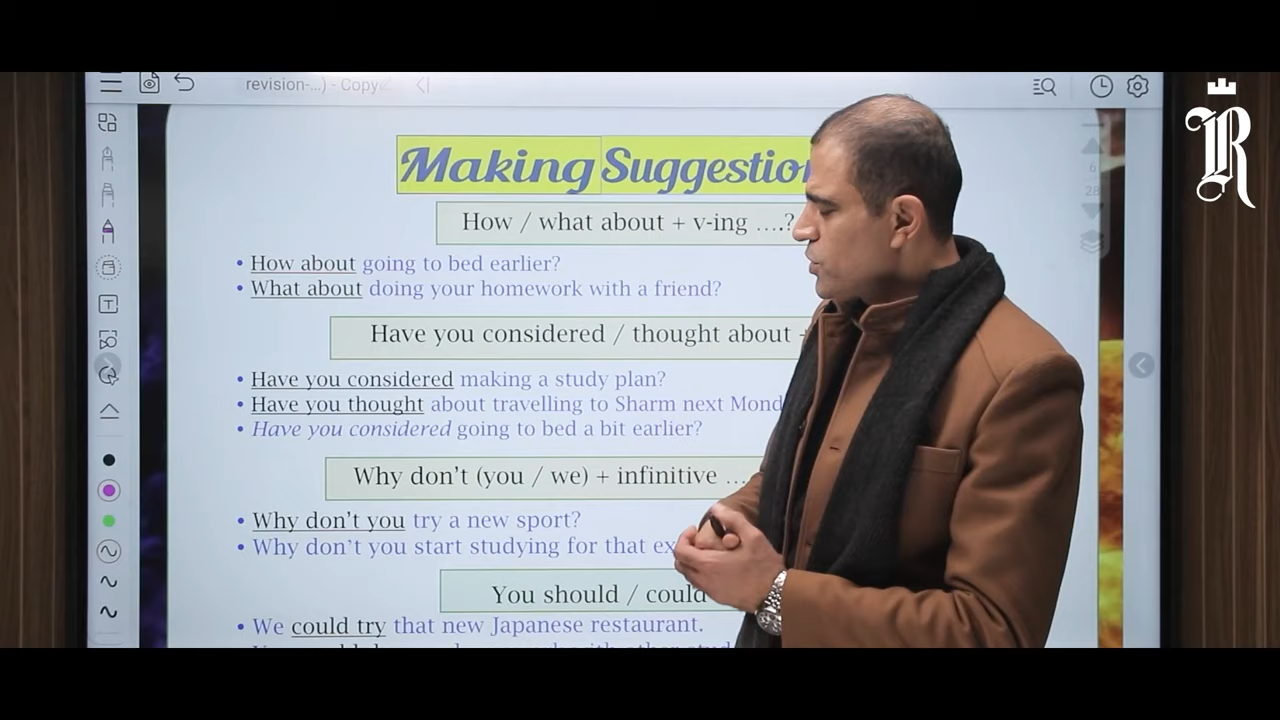 revision-...) - Copy
Making Suggestion
6
28
How / what about + v-ing ....?
• How about going to bed earlier?
• What about doing your homework with a friend?
Have you considered / thought about +
• Have you considered making a study plan?
• Have you thought about travelling to Sharm next Mond
• Have you considered going to bed a bit earlier?
Why don't (you / we) + infinitive ...
• Why don't you try a new sport?
• Why don't you start studying for that ex
You should / could
• We could try that new Japanese restaurant.
R